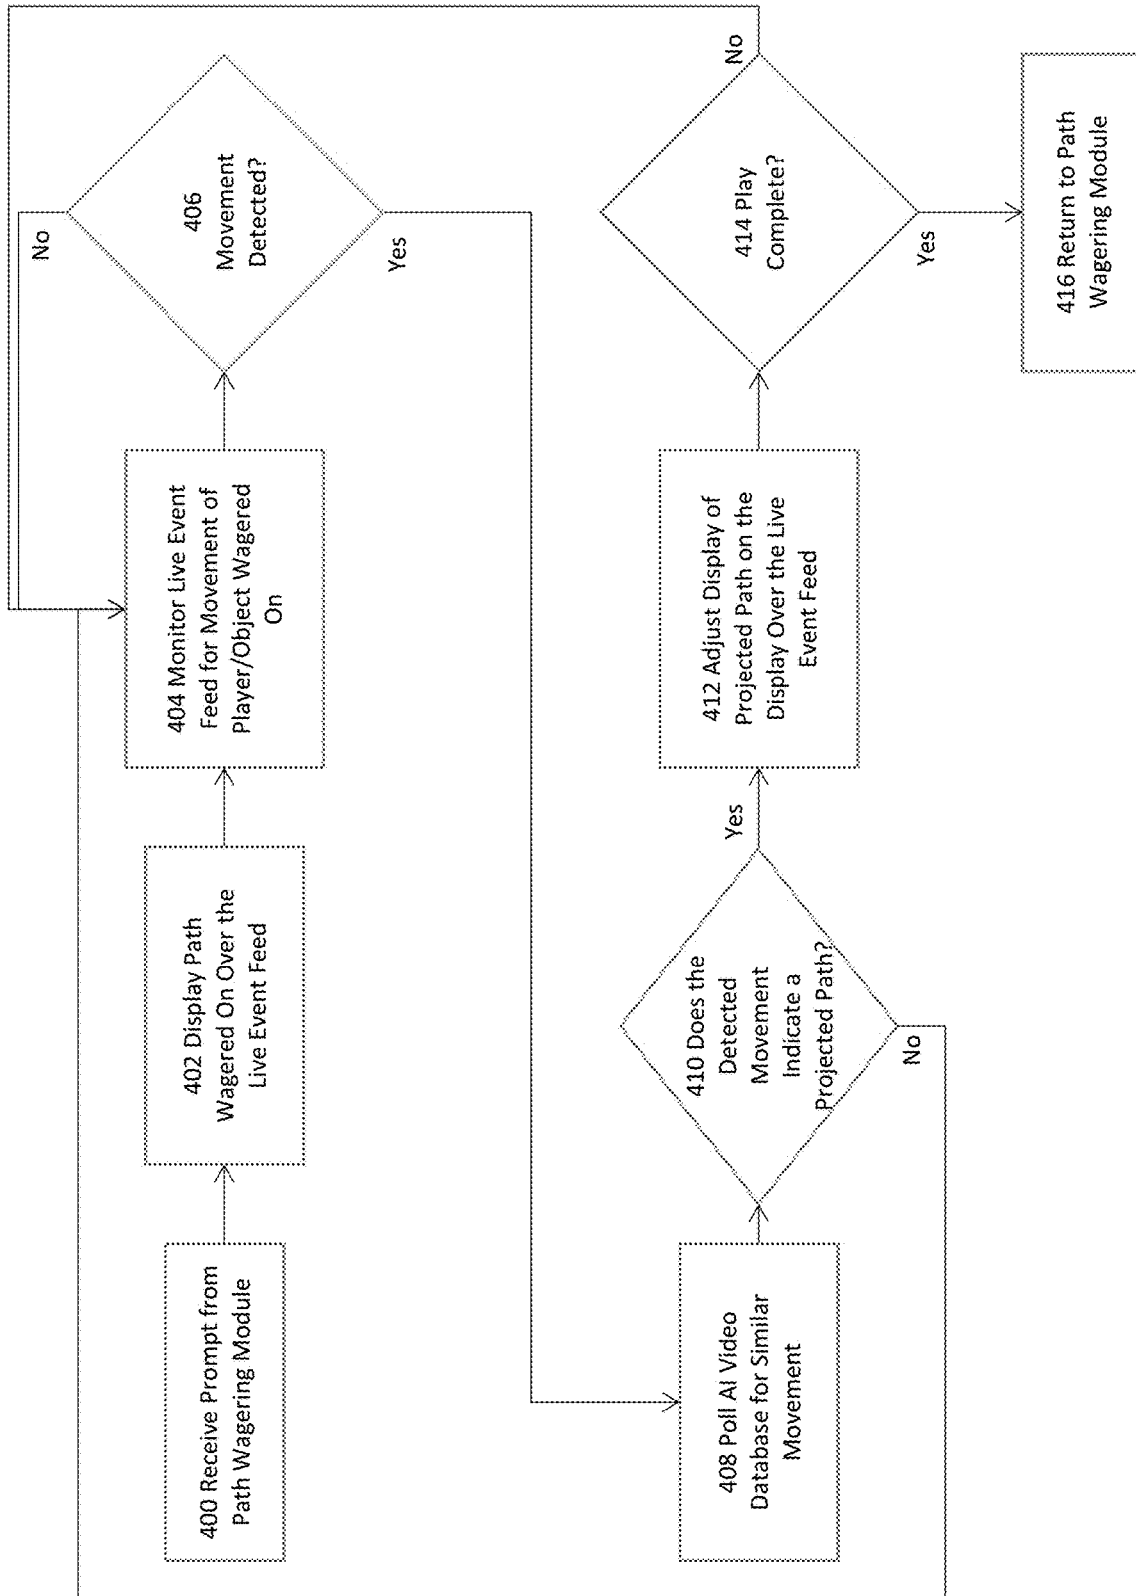 400 Receive Prompt from
Path Wagering Module
402 Display Path
Wagered On Over the
Live Event Feed
404 Monitor Live Event
Feed for Movement of
Player/Object Wagered
On
406
Movement
Detected?
No
Yes
408 Poll AI Video
Database for Similar
Movement
410 Does the
Detected
Movement
Indicate a
Projected Path?
Yes
No
412 Adjust Display of
Projected Path on the
Display Over the Live
Event Feed
414 Play
Complete?
No
Yes
416 Return to Path
Wagering Module